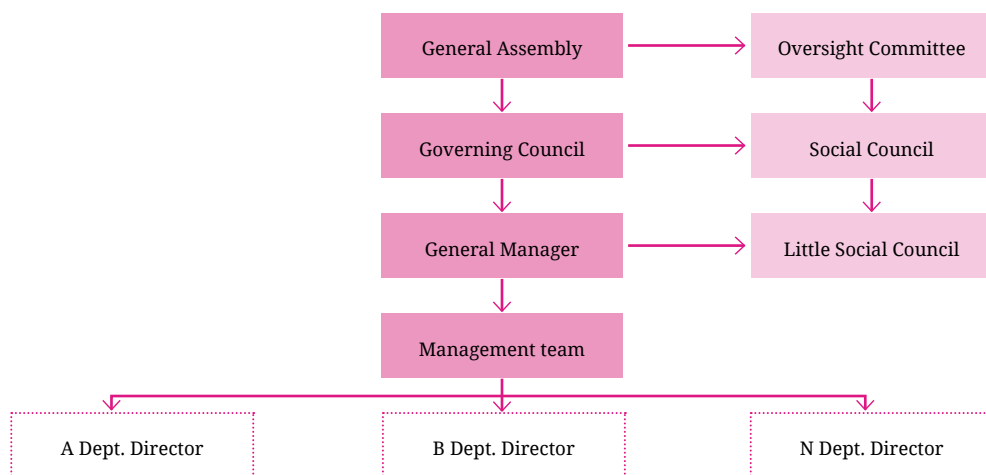 General Assembly
Oversight Committee
Governing Council
Social Council
General Manager
Little Social Council
Management team
A Dept. Director
B Dept. Director
N Dept. Director